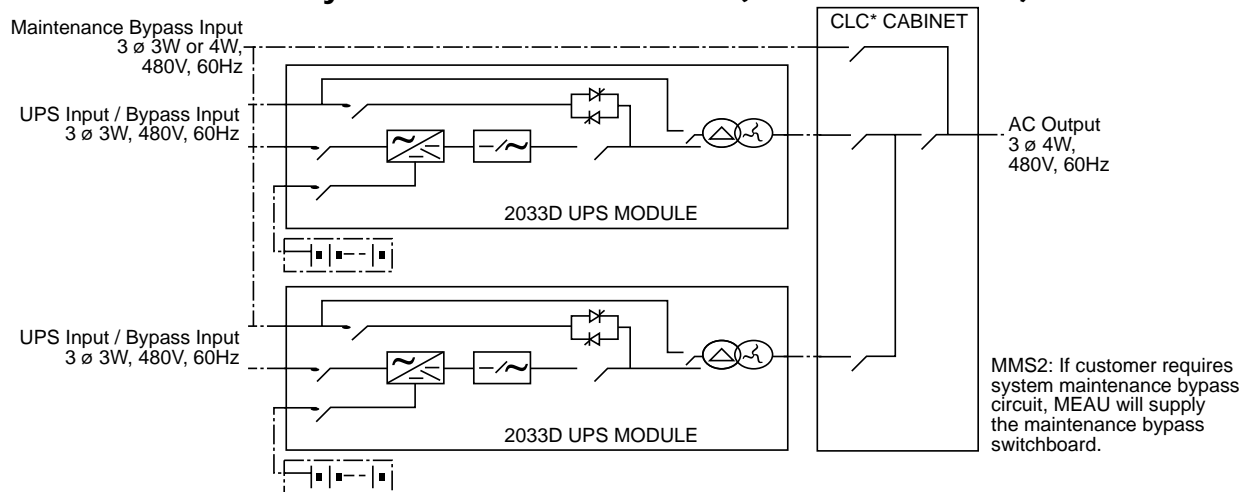 Maintenance Bypass Input
3 ø 3W or 4W,
480V, 60Hz
CLC* CABINET
UPS Input / Bypass Input
3 ø 3W, 480V, 60Hz
AC Output
3 ø 4W,
480V, 60Hz
2033D UPS MODULE
UPS Input / Bypass Input
3 ø 3W, 480V, 60Hz
MMS2: If customer requires
system maintenance bypass
circuit, MEAU will supply
the maintenance bypass
switchboard.
2033D UPS MODULE